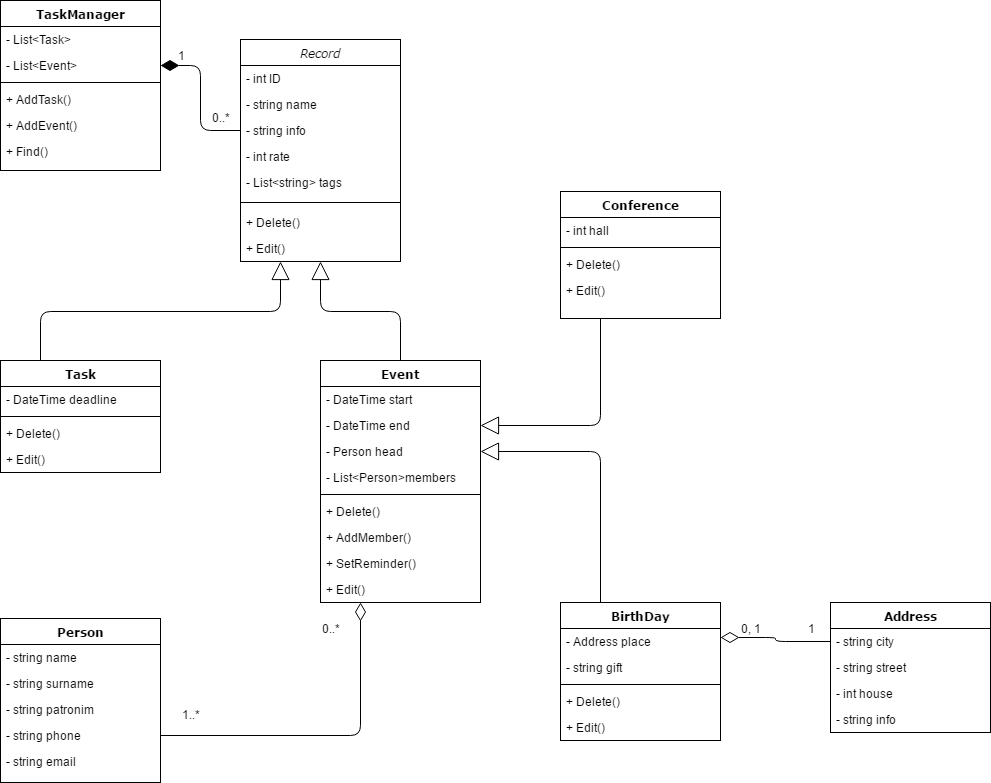 TaskManager
- List<Task>
- List<Event>
+ AddTask()
+ AddEvent()
+ Find()
1
0..*
Record
- int ID
- string name
- string info
- int rate
- List<string> tags
+ Delete()
+ Edit()
Conference
- int hall
+ Delete()
+ Edit()
Task
- DateTime deadline
+ Delete()
+ Edit()
Event
- DateTime start
- DateTime end
- Person head
- List<Person>members
+ Delete()
+ AddMember()
+ SetReminder()
+ Edit()
0..*
1..*
Person
- string name
- string surname
- string patronim
- string phone
- string email
BirthDay
- Address place
- string gift
+ Delete()
+ Edit()
0, 1
1
Address
- string city
- string street
- int house
- string info